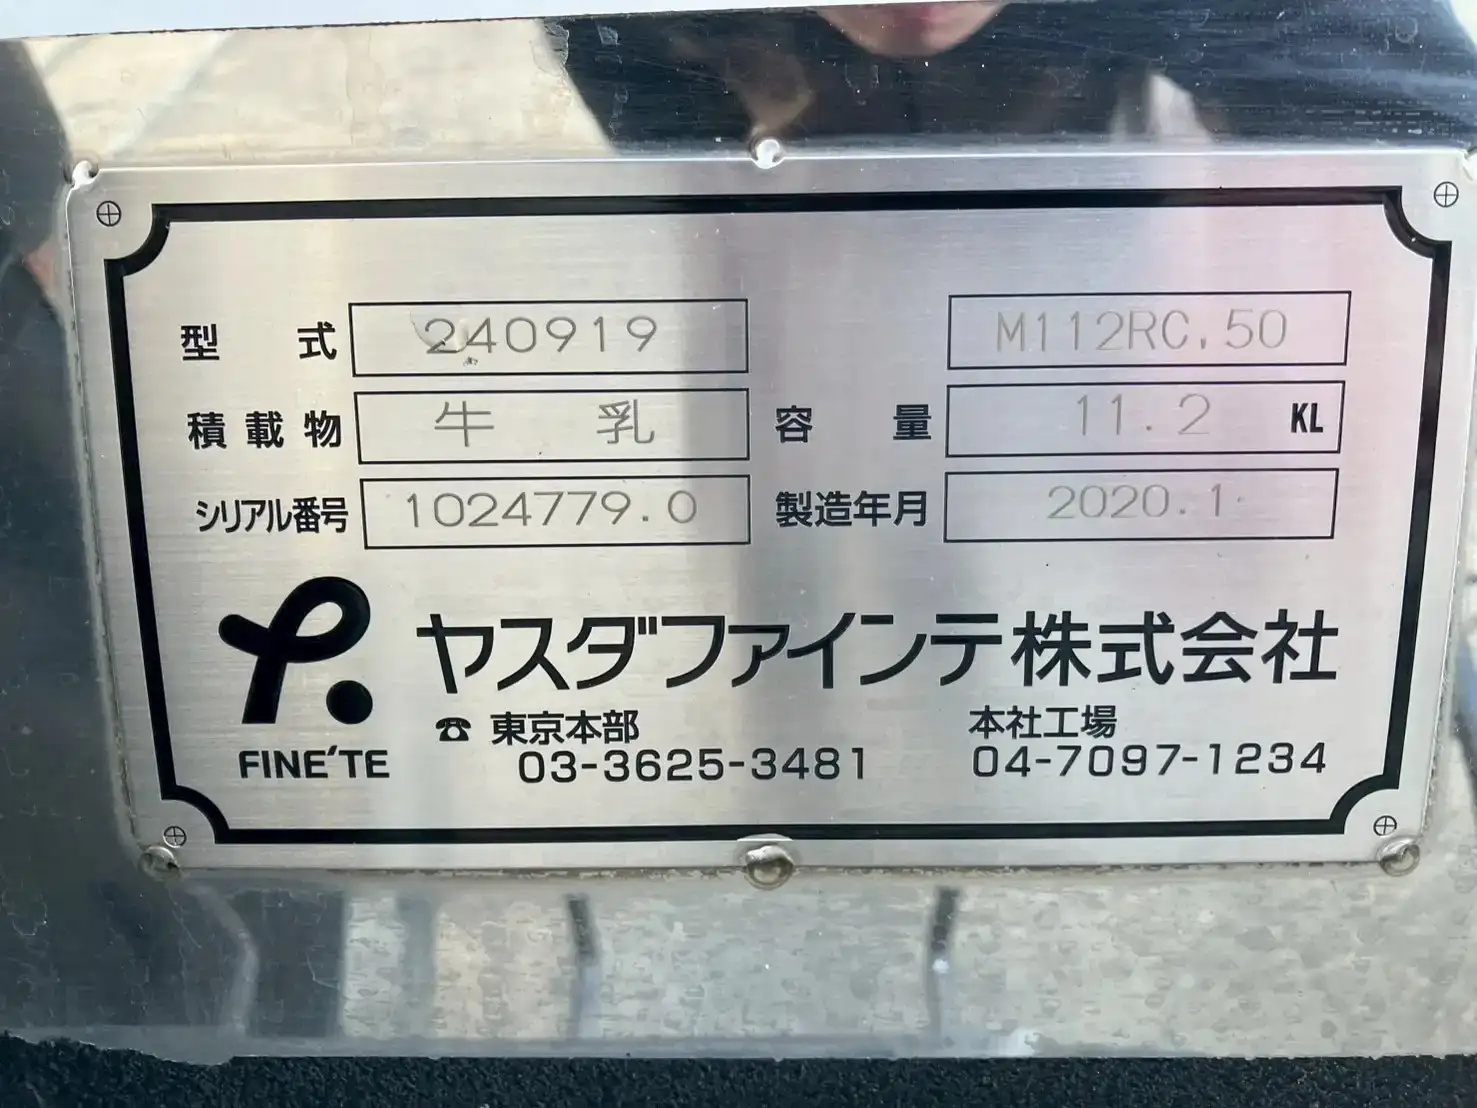 型式 240919 M112RC.50
積載物 牛乳 容量 11.2 KL
シリアル番号 1024779.0 製造年月 2020.1
ヤスダファインテ株式会社
FINE'TE
☎ 東京本部 本社工場
03-3625-3481 04-7097-1234